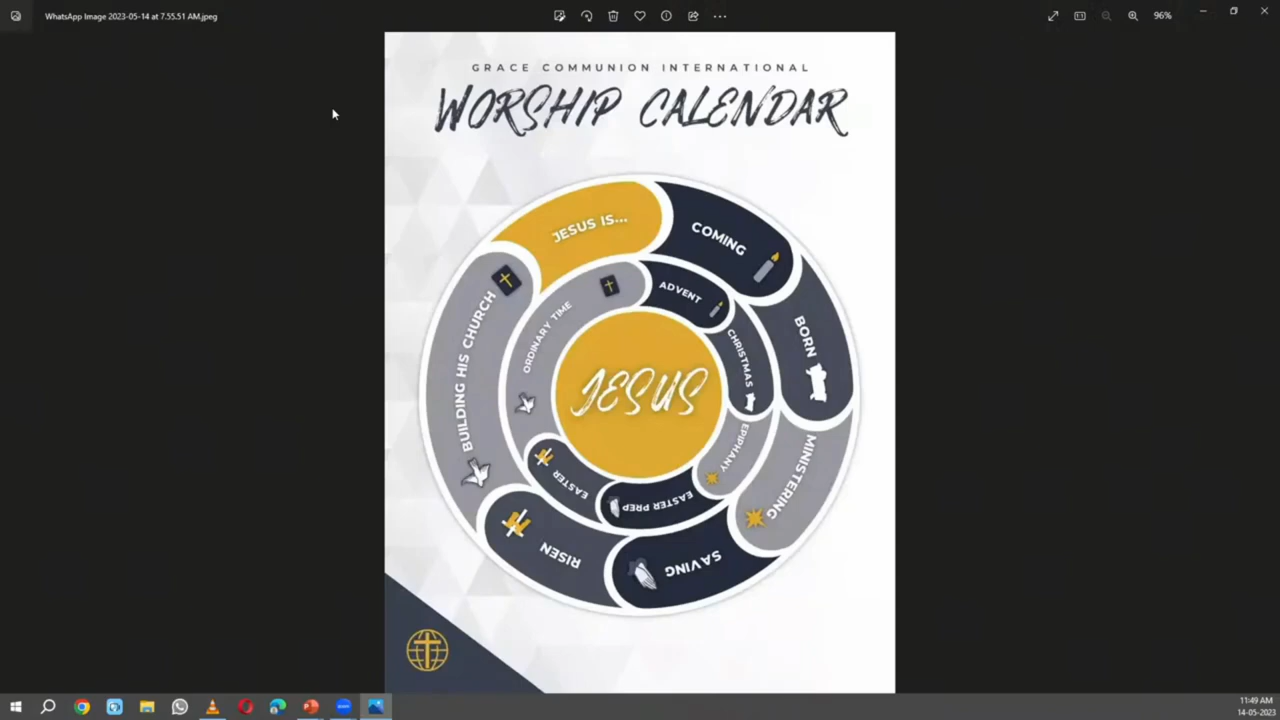 WhatsApp Image 2023-05-14 at 7.55.51 AM.jpeg
96%
GRACE COMMUNION INTERNATIONAL
WORSHIP CALENDAR
JESUS IS...
COMING
BORN
MINISTERING
SAVING
RISEN
BUILDING HIS CHURCH
ADVENT
CHRISTMAS
EPIPHANY
EASTER PREP
EASTER
ORDINARY TIME
JESUS
11:49 AM
14-05-2023